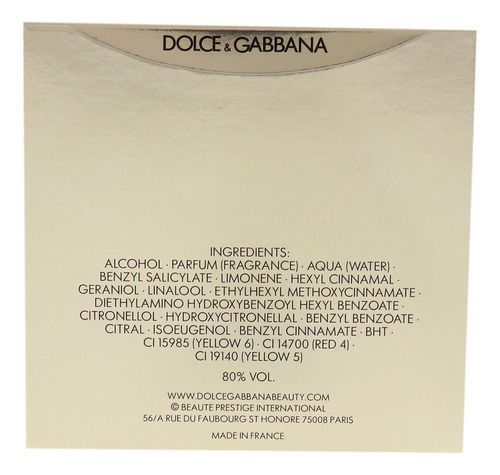 DOLCE & GABBANA
INGREDIENTS:
ALCOHOL · PARFUM (FRAGRANCE) · AQUA (WATER) ·
BENZYL SALICYLATE · LIMONENE · HEXYL CINNAMAL ·
GERANIOL · LINALOOL · ETHYLHEXYL METHOXYCINNAMATE ·
DIETHYLAMINO HYDROXYBENZOYL HEXYL BENZOATE ·
CITRONELLOL · HYDROXYCITRONELLAL · BENZYL BENZOATE ·
CITRAL · ISOEUGENOL · BENZYL CINNAMATE · BHT ·
CI 15985 (YELLOW 6) · CI 14700 (RED 4) ·
CI 19140 (YELLOW 5)
80% VOL.
WWW.DOLCEGABBANABEAUTY.COM
© BEAUTE PRESTIGE INTERNATIONAL
56/A RUE DU FAUBOURG ST HONORE 75008 PARIS
MADE IN FRANCE